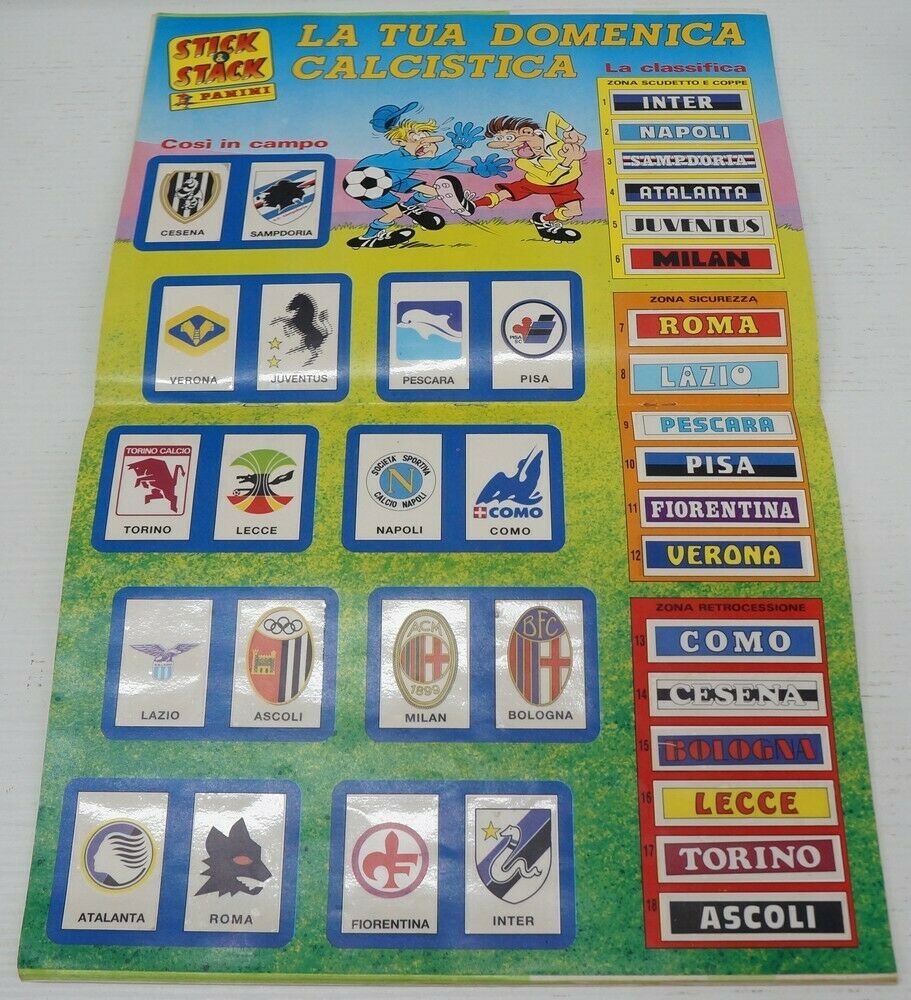 STICK
&
STACK
PANINI
LA TUA DOMENICA
CALCISTICA
Così in campo
CESENA
SAMPDORIA
VERONA
JUVENTUS
PESCARA
PISA S.C.
PISA
TORINO CALCIO
TORINO
LECCE
SOCIETÀ SPORTIVA
CALCIO NAPOLI
N
NAPOLI
COMO
COMO
LAZIO
ASCOLI
ACM
1899
MILAN
BFC
BOLOGNA
ATALANTA
ROMA
F
FIORENTINA
INTER
La classifica
ZONA SCUDETTO E COPPE
1 INTER
2 NAPOLI
3 SAMPDORIA
4 ATALANTA
5 JUVENTUS
6 MILAN
ZONA SICUREZZA
7 ROMA
8 LAZIO
9 PESCARA
10 PISA
11 FIORENTINA
12 VERONA
ZONA RETROCESSIONE
13 COMO
14 CESENA
15 BOLOGNA
16 LECCE
17 TORINO
18 ASCOLI